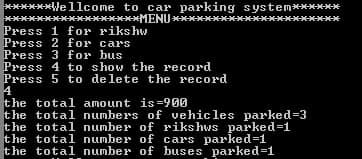 ******Wellcome to car parking system******
*****************MENU*********************
Press 1 for rikshw
Press 2 for cars
Press 3 for bus
Press 4 to show the record
Press 5 to delete the record
4
the total amount is=900
the total numbers of vehicles parked=3
the total number of rikshws parked=1
the total number of cars parked=1
the total number of buses parked=1